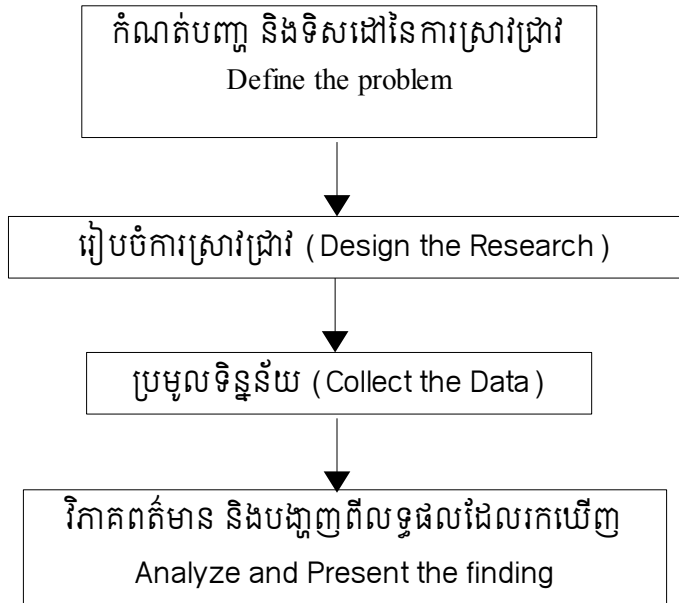 កំណត់បញ្ហា និងទិសដៅនៃការស្រាវជ្រាវ
Define the problem
រៀបចំការស្រាវជ្រាវ (Design the Research)
ប្រមូលទិន្នន័យ (Collect the Data)
វិភាគពត៌មាន និងបង្ហាញពីលទ្ធផលដែលរកឃើញ
Analyze and Present the finding